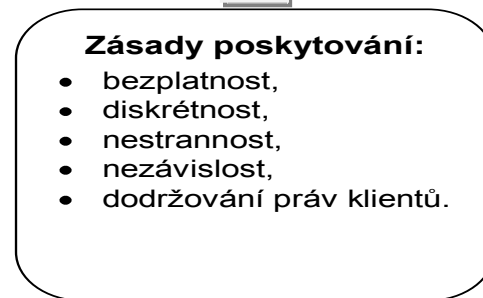 Zásady poskytování:
• bezplatnost,
• diskrétnost,
• nestrannost,
• nezávislost,
• dodržování práv klientů.